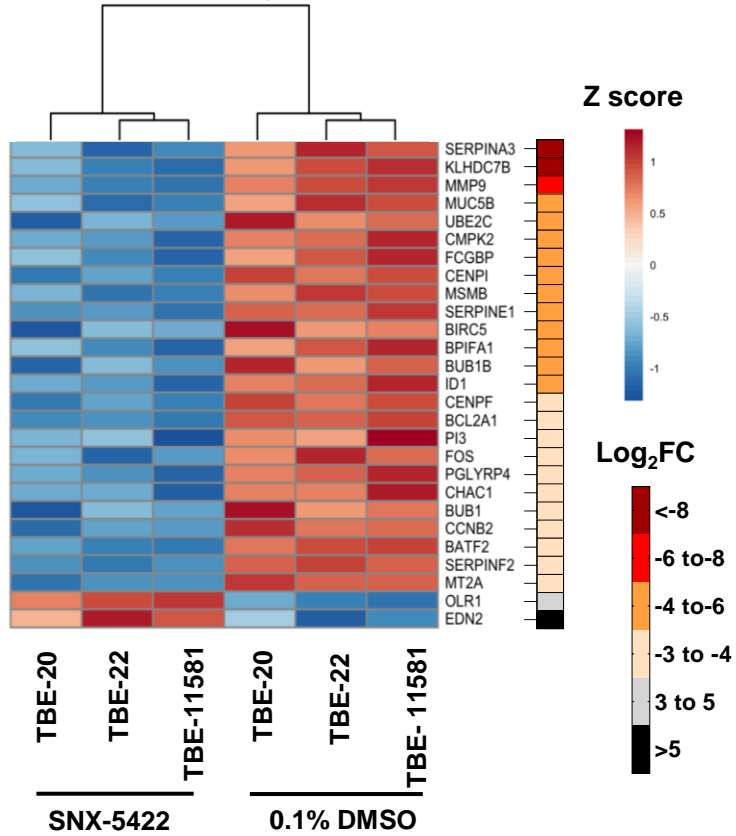 Z score
1
0.5
0
-0.5
-1
SERPINA3
KLHDC7B
MMP9
MUC5B
UBE2C
CMPK2
FCGBP
CENPI
MSMB
SERPINE1
BIRC5
BPIFA1
BUB1B
ID1
CENPF
BCL2A1
PI3
FOS
PGLYRP4
CHAC1
BUB1
CCNB2
BATF2
SERPINF2
MT2A
OLR1
EDN2
Log₂FC
<-8
-6 to-8
-4 to-6
-3 to -4
3 to 5
>5
TBE-20
TBE-22
TBE-11581
TBE-20
TBE-22
TBE- 11581
SNX-5422
0.1% DMSO